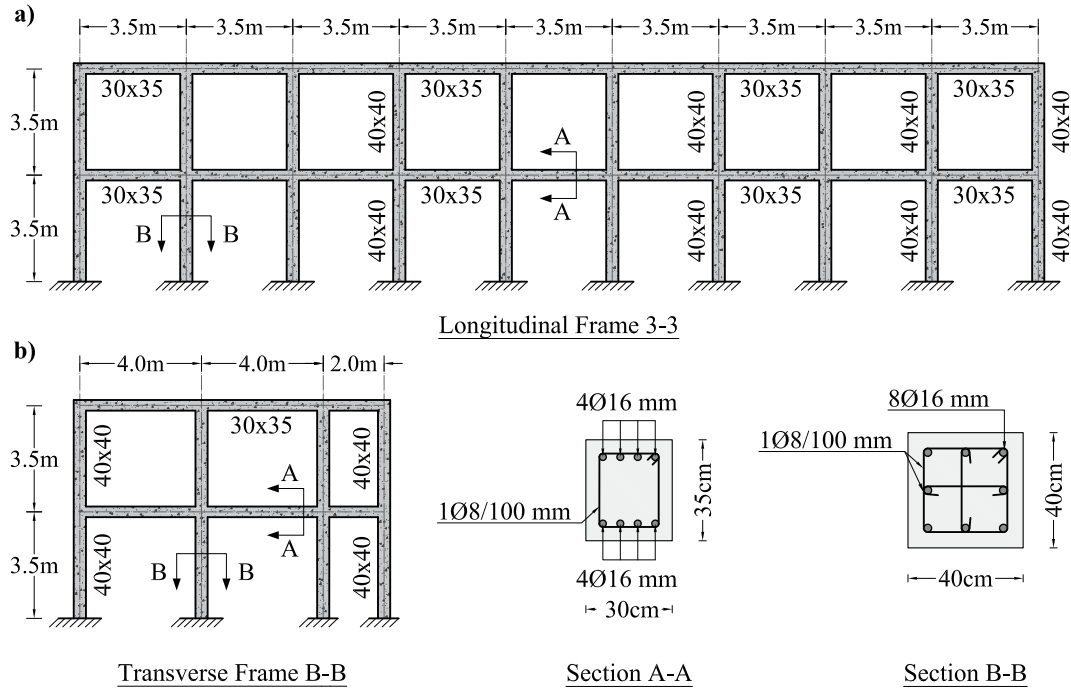 a)
3.5m 3.5m 3.5m 3.5m 3.5m 3.5m 3.5m 3.5m 3.5m
3.5m
30x35 30x35 30x35 30x35
40x40 40x40 40x40 40x40
A
A
3.5m
30x35 30x35 30x35 30x35
40x40 40x40 40x40 40x40
B B
Longitudinal Frame 3-3
b)
4.0m 4.0m 2.0m
3.5m
40x40
30x35
40x40
A
A
3.5m
40x40
40x40
B B
Transverse Frame B-B
4Ø16 mm
1Ø8/100 mm
35cm
4Ø16 mm
30cm
Section A-A
8Ø16 mm
1Ø8/100 mm
40cm
40cm
Section B-B